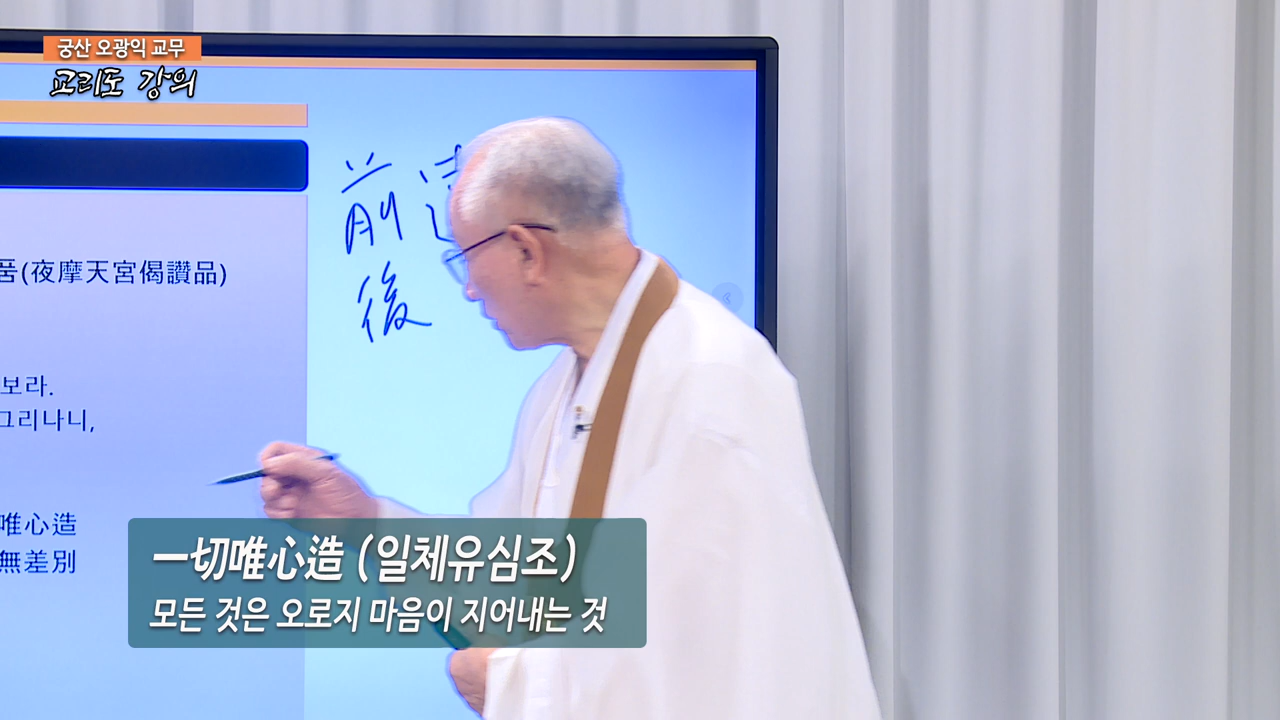 궁산 오광익 교무
교리도 강의
품(夜摩天宮偈讚品)
前
後
보라.
그리나니,
唯心造
無差別
一切唯心造 (일체유심조)
모든 것은 오로지 마음이 지어내는 것